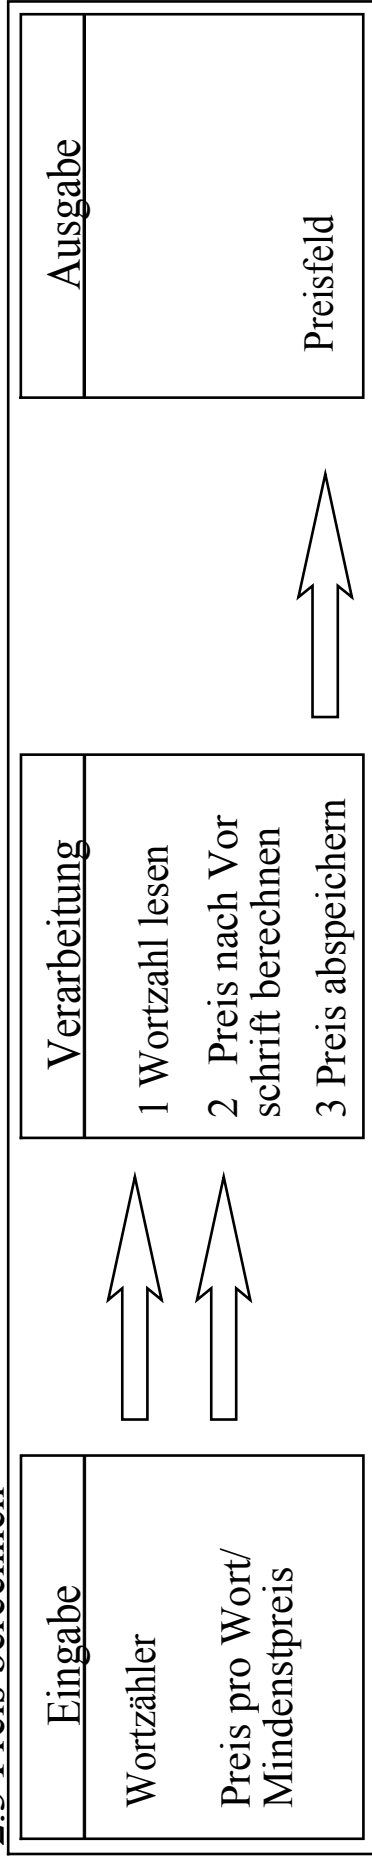 Eingabe
Wortzähler
Preis pro Wort/
Mindenstpreis
Verarbeitung
1 Wortzahl lesen
2 Preis nach Vor
schrift berechnen
3 Preis abspeichern
Ausgabe
Preisfeld